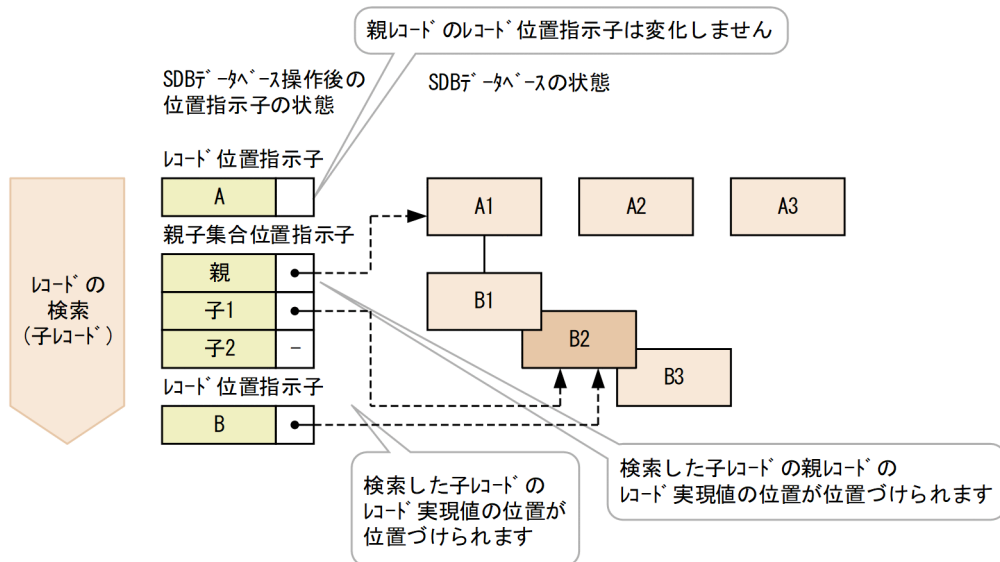 親ﾚｺｰﾄﾞのﾚｺｰﾄﾞ位置指示子は変化しません
SDBﾃﾞｰﾀﾍﾞｰｽ操作後の
位置指示子の状態
SDBﾃﾞｰﾀﾍﾞｰｽの状態
ﾚｺｰﾄﾞ位置指示子
A
A1
A2
A3
親子集合位置指示子
親
子1
子2
−
B1
B2
B3
ﾚｺｰﾄﾞの
検索
(子ﾚｺｰﾄﾞ)
ﾚｺｰﾄﾞ位置指示子
B
検索した子ﾚｺｰﾄﾞの
ﾚｺｰﾄﾞ実現値の位置が
位置づけられます
検索した子ﾚｺｰﾄﾞの親ﾚｺｰﾄﾞの
ﾚｺｰﾄﾞ実現値の位置が位置づけられます